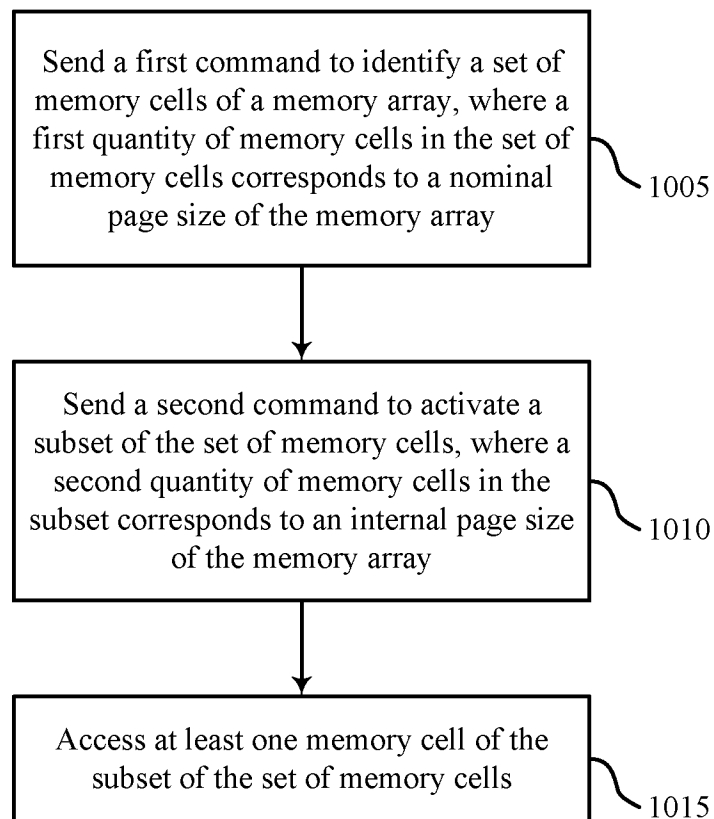 Send a first command to identify a set of
memory cells of a memory array, where a
first quantity of memory cells in the set of
memory cells corresponds to a nominal
page size of the memory array
1005
Send a second command to activate a
subset of the set of memory cells, where a
second quantity of memory cells in the
subset corresponds to an internal page size
of the memory array
1010
Access at least one memory cell of the
subset of the set of memory cells
1015